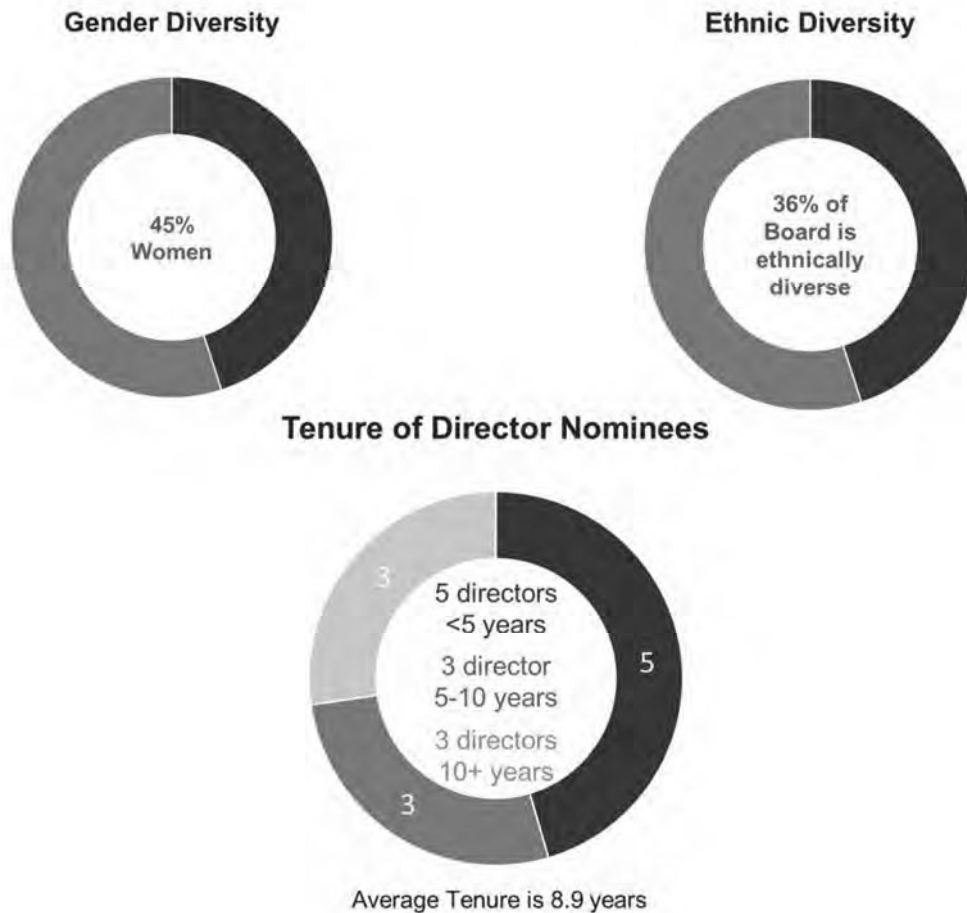 Gender Diversity
Ethnic Diversity
45%
Women
36% of
Board is
ethnically
diverse
Tenure of Director Nominees
3
5 directors
<5 years
5
3 director
5-10 years
3 directors
10+ years
3
Average Tenure is 8.9 years